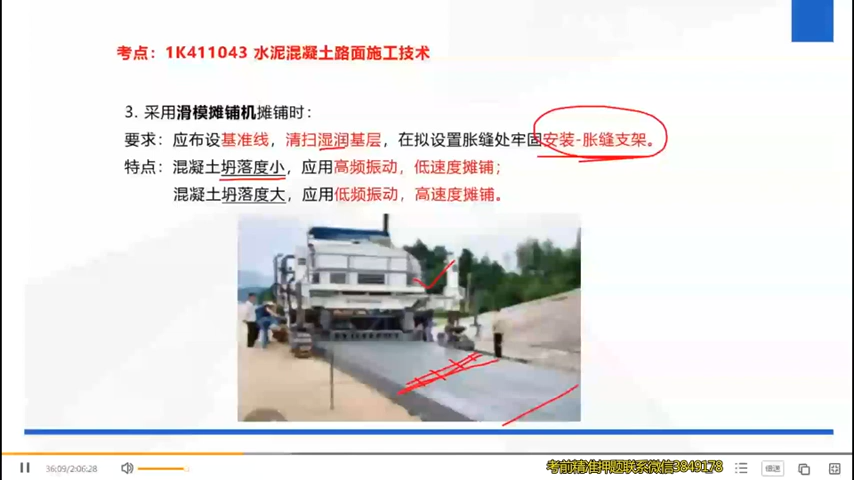 考点：1K411043 水泥混凝土路面施工技术
3. 采用滑模摊铺机摊铺时：
要求：应布设基准线，清扫湿润基层，在拟设置胀缝处牢固安装-胀缝支架。
特点：混凝土坍落度小，应用高频振动，低速度摊铺；
混凝土坍落度大，应用低频振动，高速度摊铺。
36:09/2:06:28
考前精准押题联系微信3849178
倍速